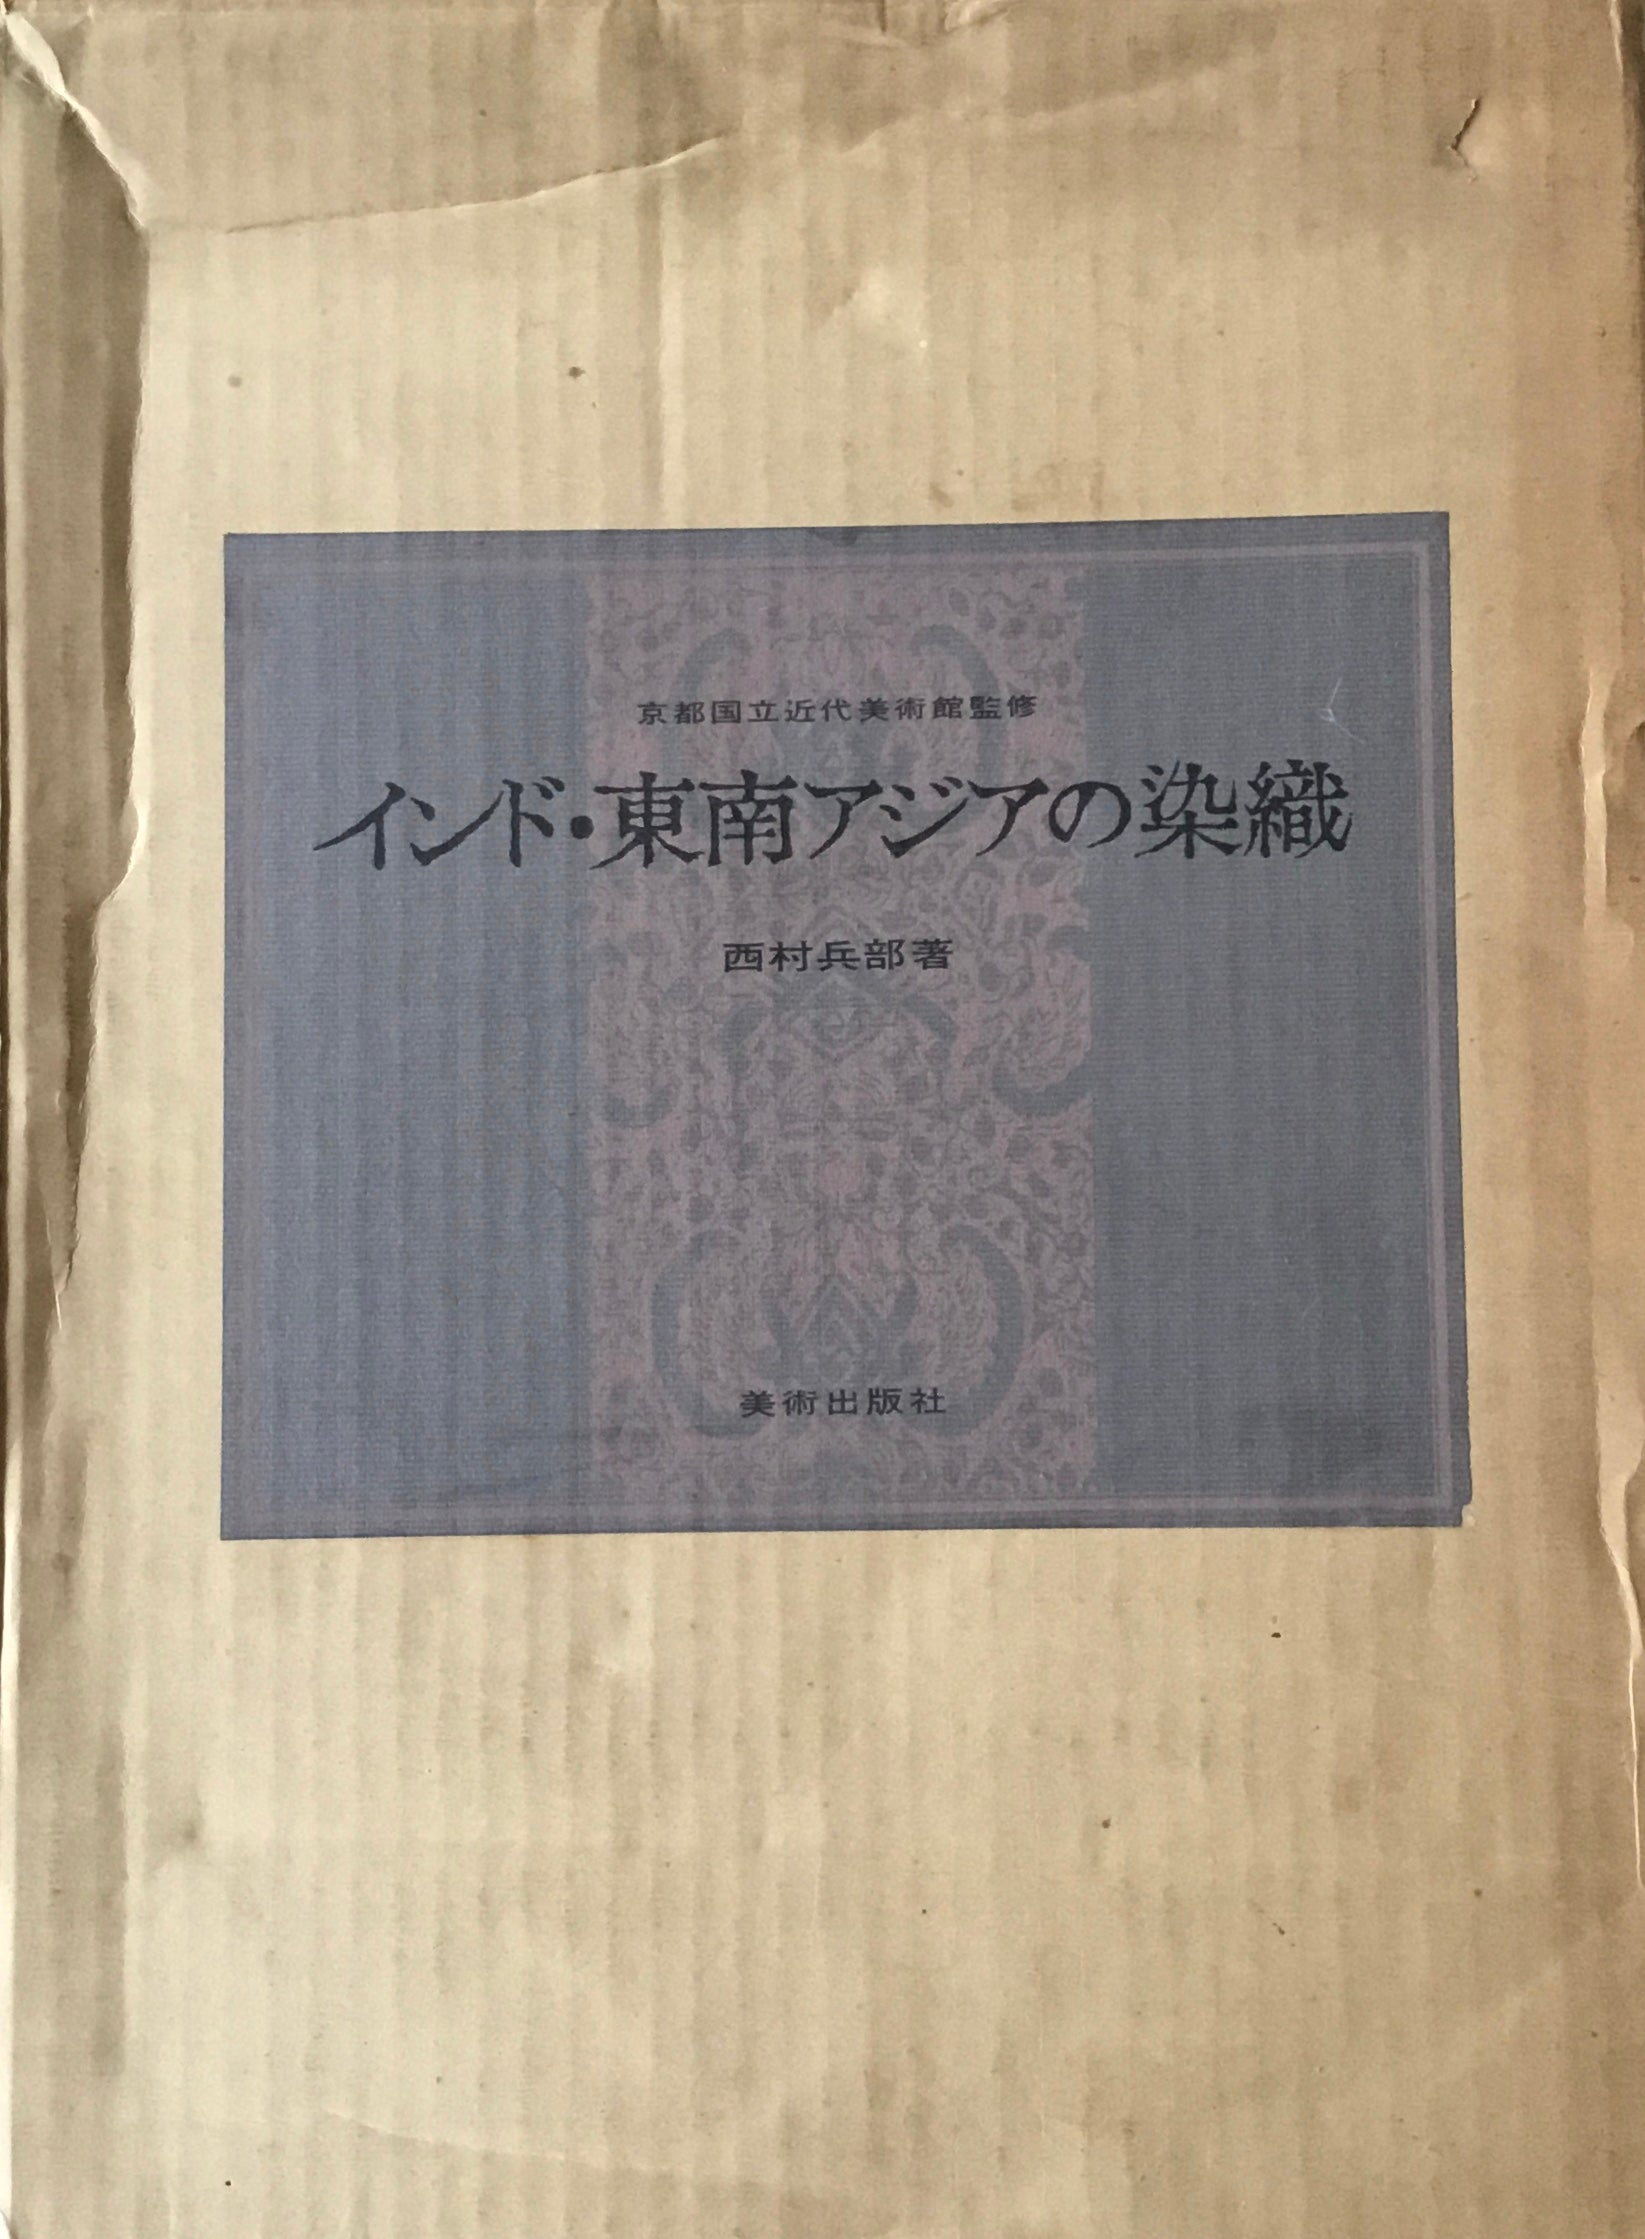 京都国立近代美術館監修
インド・東南アジアの染織
西村兵部著
美術出版社